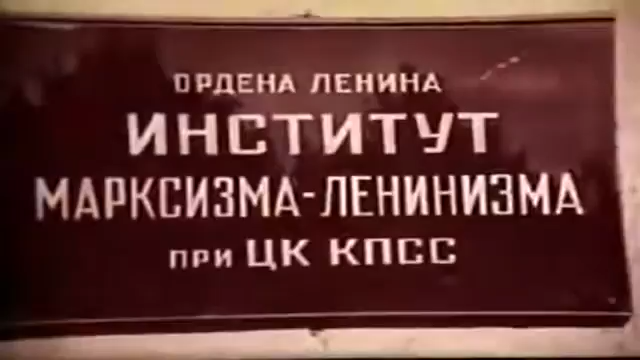 ОРДЕНА ЛЕНИНА
ИНСТИТУТ
МАРКСИЗМА-ЛЕНИНИЗМА
ПРИ ЦК КПСС